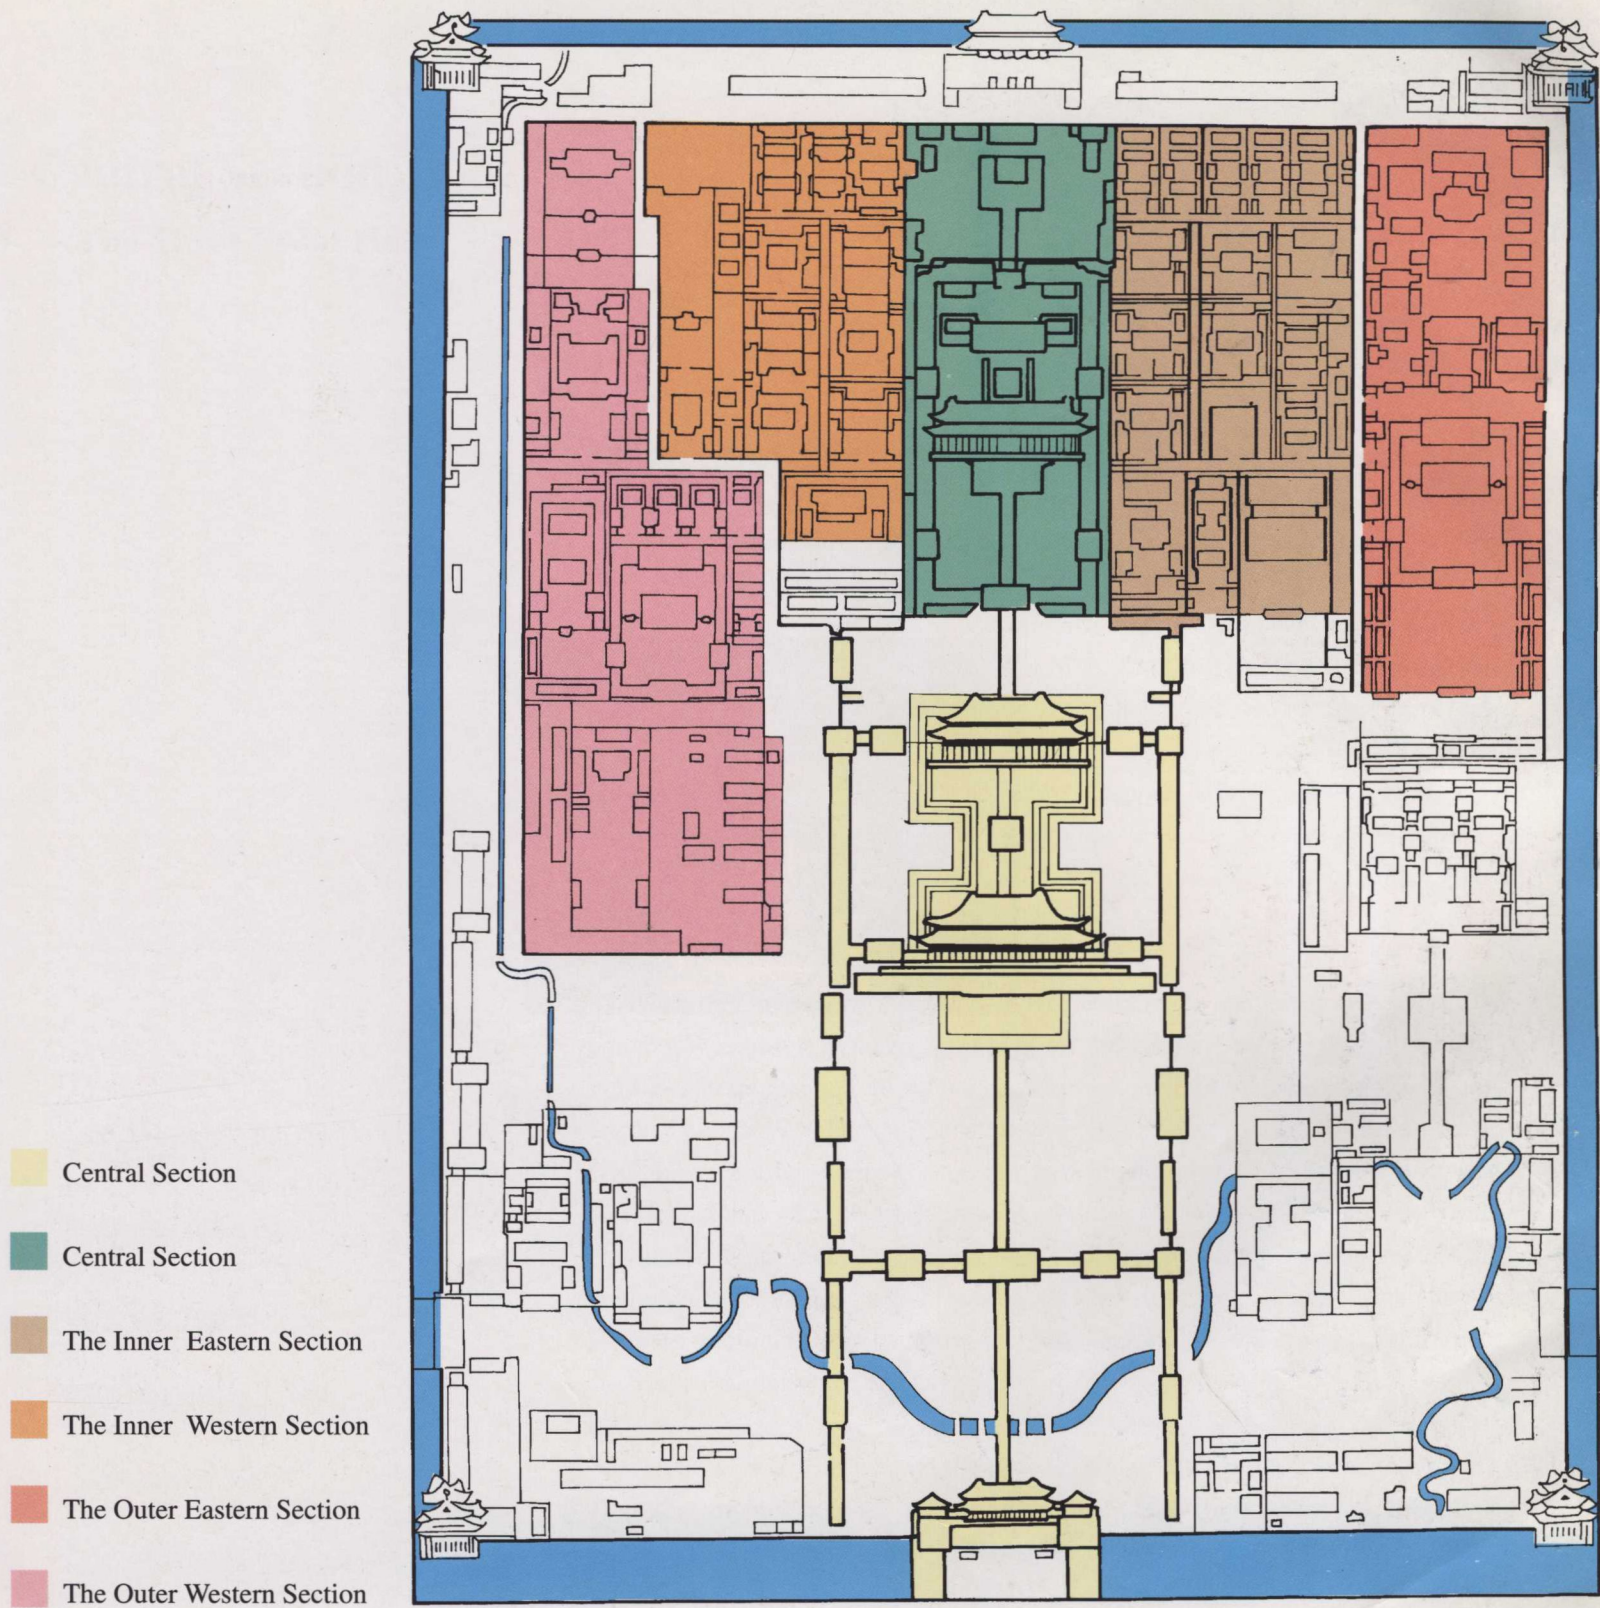 Central Section
Central Section
The Inner Eastern Section
The Inner Western Section
The Outer Eastern Section
The Outer Western Section